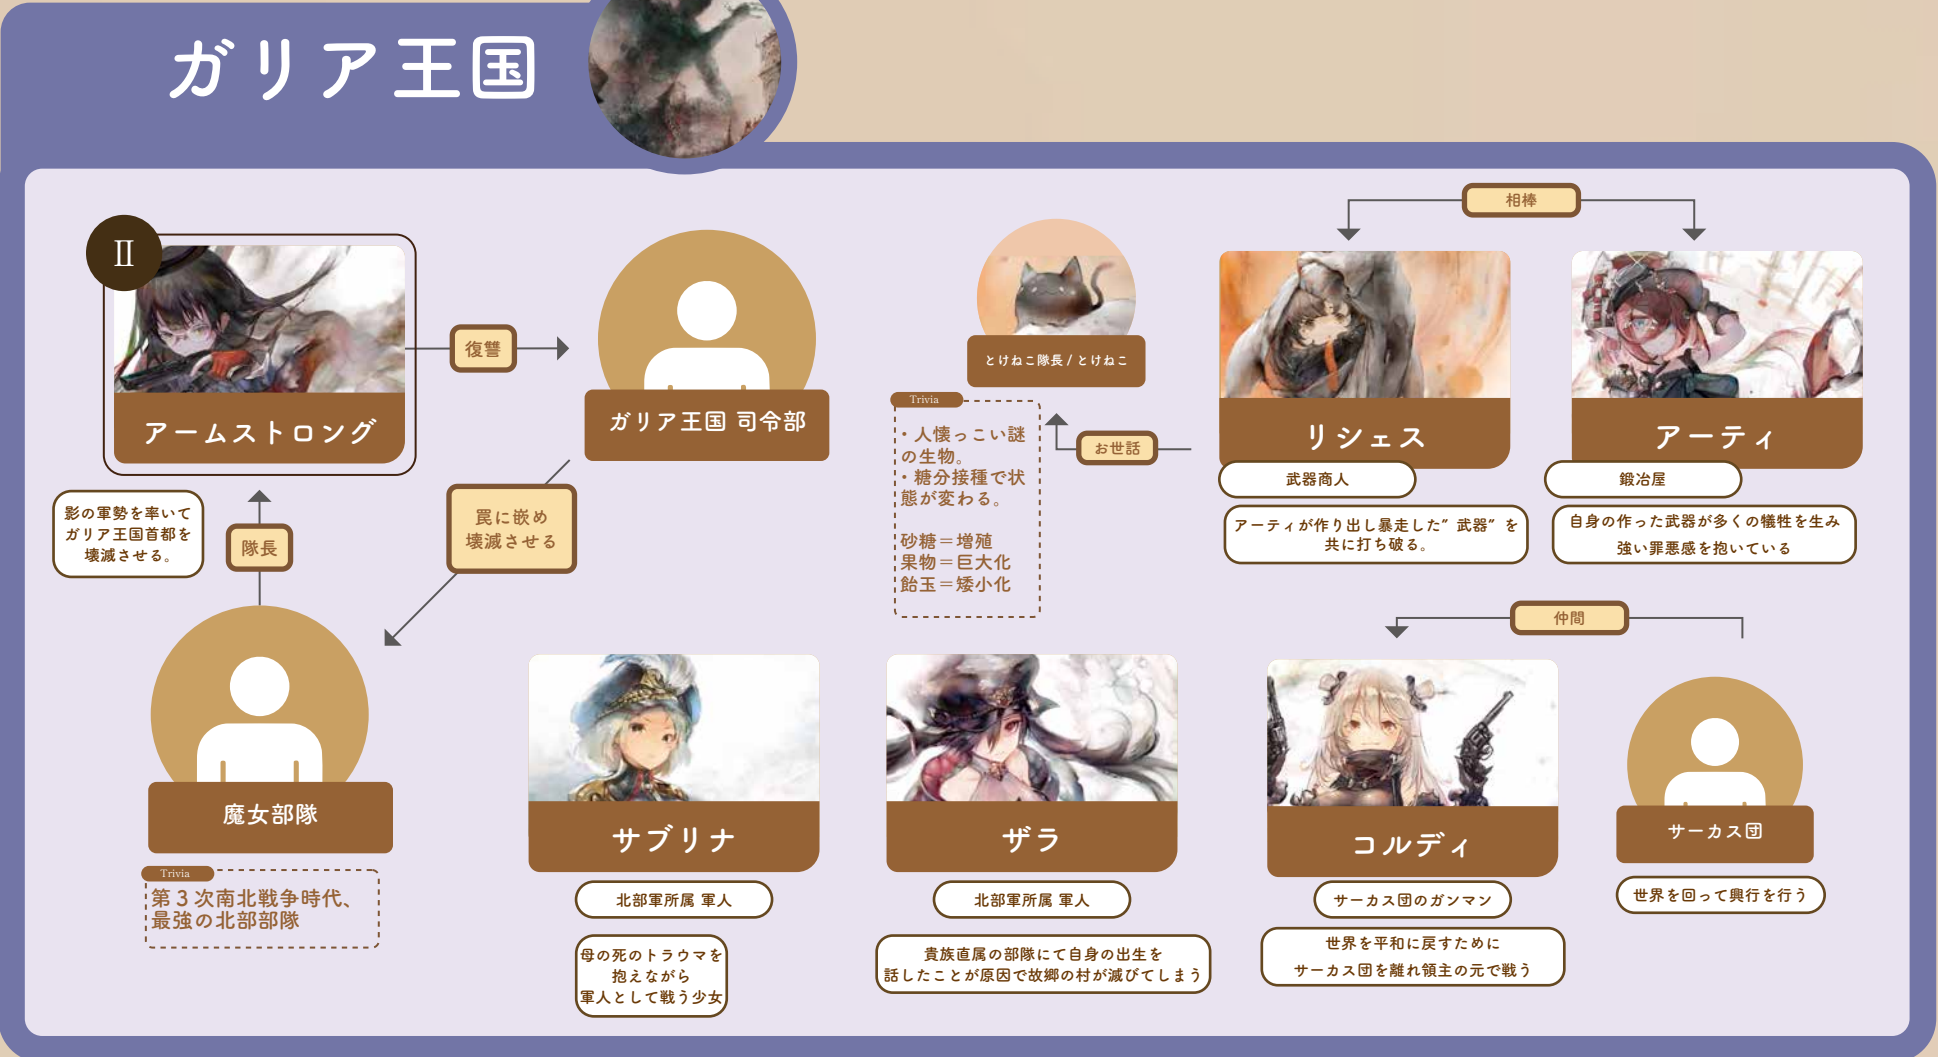 ガリア王国
Ⅱ
アームストロング
復讐
ガリア王国 司令部
影の軍勢を率いて
ガリア王国首都を
壊滅させる。
隊長
罠に嵌め
壊滅させる
魔女部隊
Trivia
第3次南北戦争時代、
最強の北部部隊
とけねこ隊長 / とけねこ
Trivia
・人懐っこい謎
の生物。
・糖分接種で状
態が変わる。
砂糖＝増殖
果物＝巨大化
飴玉＝矮小化
お世話
相棒
リシェス
武器商人
アーティが作り出し暴走した"武器"を
共に打ち破る。
アーティ
鍛冶屋
自身の作った武器が多くの犠牲を生み
強い罪悪感を抱いている
サブリナ
北部軍所属 軍人
母の死のトラウマを
抱えながら
軍人として戦う少女
ザラ
北部軍所属 軍人
貴族直属の部隊にて自身の出生を
話したことが原因で故郷の村が滅びてしまう
仲間
コルディ
サーカス団のガンマン
世界を平和に戻すために
サーカス団を離れ領主の元で戦う
サーカス団
世界を回って興行を行う